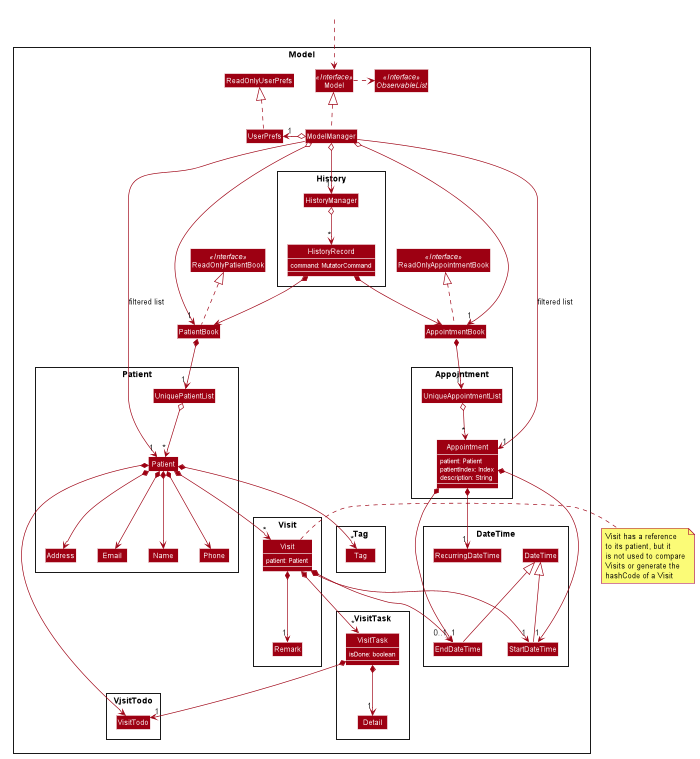 Model
«Interface»
Model
«Interface»
ObservableList
ReadOnlyUserPrefs
UserPrefs
1
ModelManager
History
1
HistoryManager
*
HistoryRecord
command: MutatorCommand
«Interface»
ReadOnlyPatientBook
«Interface»
ReadOnlyAppointmentBook
filtered list
filtered list
1
1
PatientBook
AppointmentBook
Patient
Appointment
1
1
UniquePatientList
UniqueAppointmentList
1
*
Patient
*
1
Appointment
patient: Patient
patientIndex: Index
description: String
Address
Email
Name
Phone
Visit
*
Visit
patient: Patient
1
Remark
Tag
*
Tag
DateTime
1
RecurringDateTime
DateTime
0..1
1
EndDateTime
1
1
StartDateTime
Visit has a reference
to its patient, but it
is not used to compare
Visits or generate the
hashCode of a Visit
VisitTask
*
VisitTask
isDone: boolean
1
Detail
VisitTodo
*
1
VisitTodo